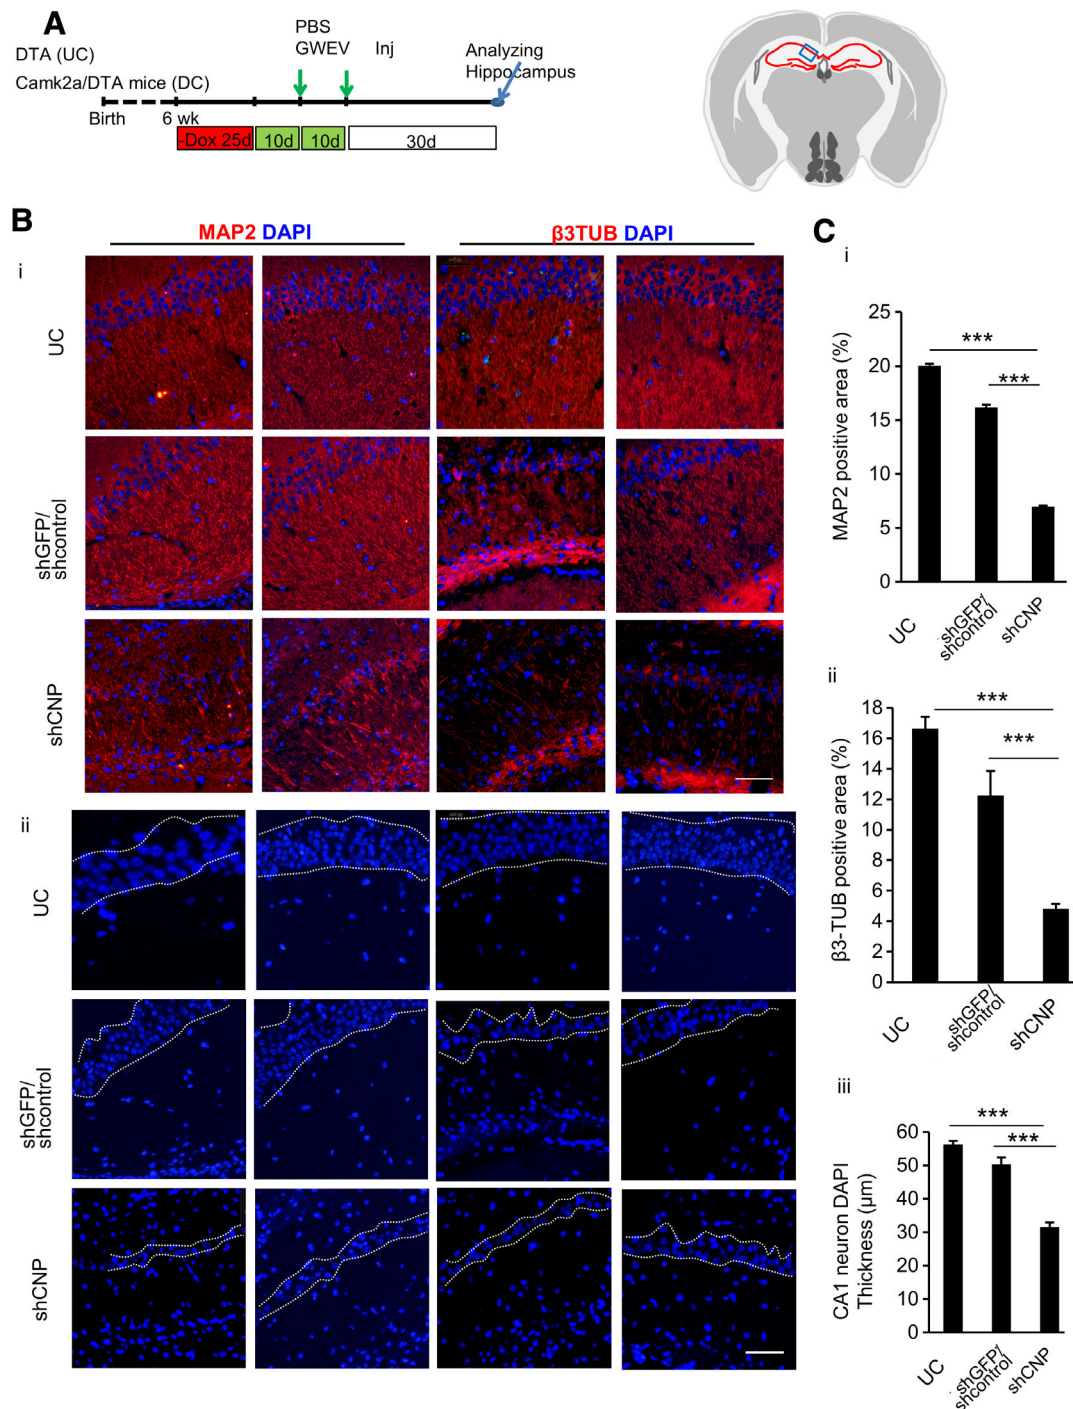 A
DTA (UC)
Camk2a/DTA mice (DC)
PBS
GWEV Inj
Analyzing
Hippocampus
Birth
6 wk
-Dox 25d
10d
10d
30d
B
MAP2 DAPI
β3TUB DAPI
i
UC
shGFP/
shcontrol
shCNP
ii
UC
shGFP/
shcontrol
shCNP
C
i
MAP2 positive area (%)
25
20
15
10
5
0
***
***
UC
shGFP/
shcontrol
shCNP
ii
β3-TUB positive area (%)
18
16
14
12
10
8
6
4
2
0
***
***
UC
shGFP/
shcontrol
shCNP
iii
CA1 neuron DAPI
Thickness (µm)
60
50
40
30
20
10
0
***
***
UC
shGFP/
shcontrol
shCNP